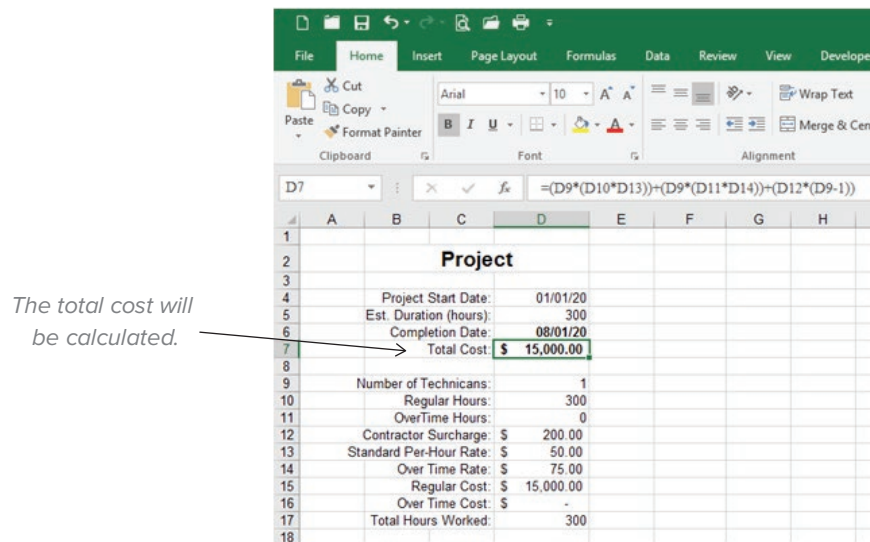 File Home Insert Page Layout Formulas Data Review View Develope
Cut
Copy
Format Painter
Paste
Arial 10 A A
B I U A
Wrap Text
Merge & Cen
Clipboard Font Alignment
D7 fx =(D9*(D10*D13))+(D9*(D11*D14))+(D12*(D9-1))
A B C D E F G H
1
2 Project
3
4 Project Start Date: 01/01/20
5 Est. Duration (hours): 300
6 Completion Date: 08/01/20
7 Total Cost: $ 15,000.00
8
9 Number of Technicans: 1
10 Regular Hours: 300
11 OverTime Hours: 0
12 Contractor Surcharge: $ 200.00
13 Standard Per-Hour Rate: $ 50.00
14 Over Time Rate: $ 75.00
15 Regular Cost: $ 15,000.00
16 Over Time Cost: $ -
17 Total Hours Worked: 300
18
The total cost will
be calculated.